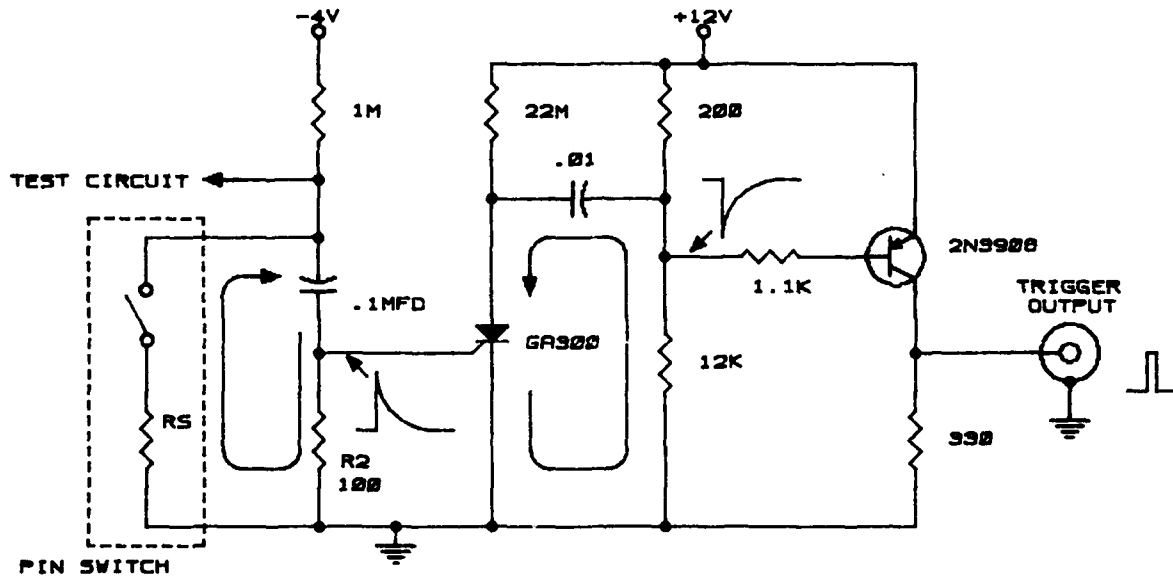 -4V
+12V
1M
22M
200
.01
TEST CIRCUIT
2N3906
1.1K
TRIGGER
OUTPUT
.1MFD
GA300
12K
RS
R2
100
330
PIN SWITCH